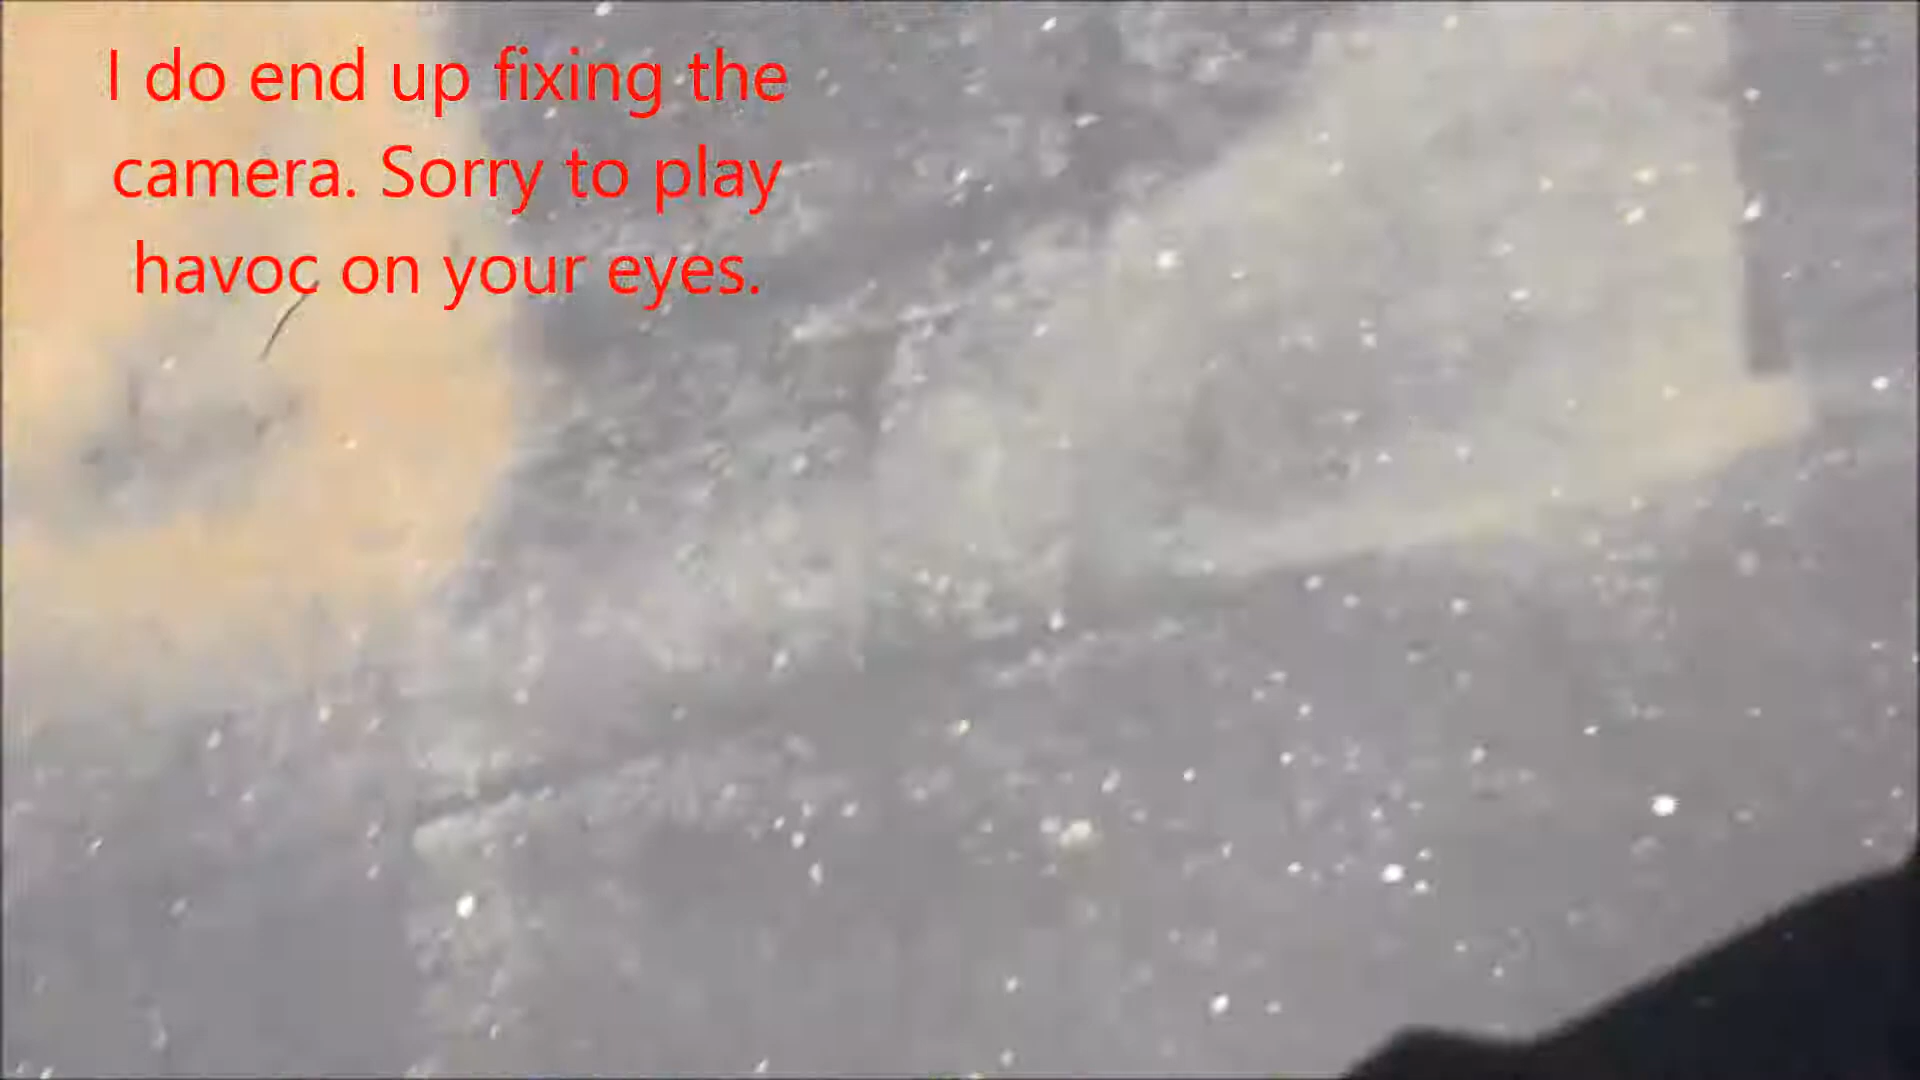 I do end up fixing the
camera. Sorry to play
havoc on your eyes.